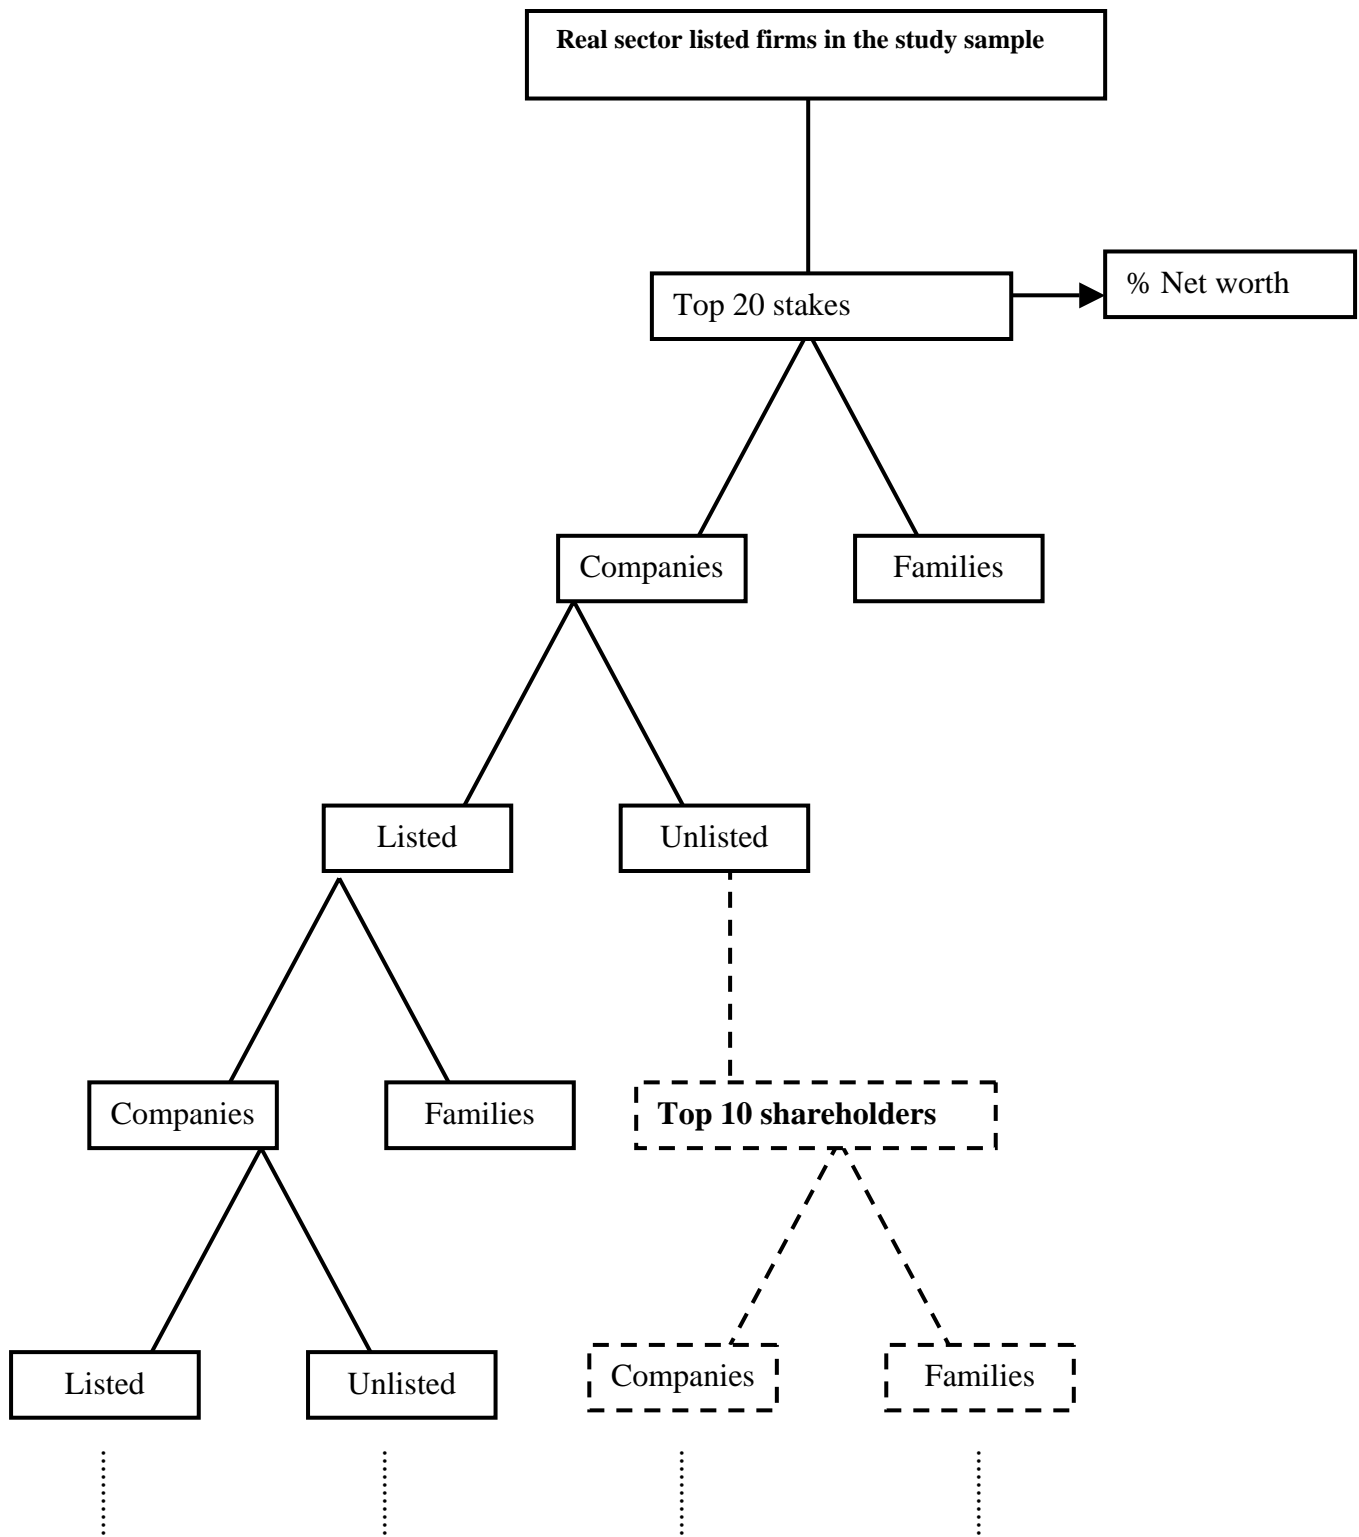 Real sector listed firms in the study sample
% Net worth
Top 20 stakes
Companies
Families
Listed
Unlisted
Companies
Families
Top 10 shareholders
Listed
Unlisted
Companies
Families